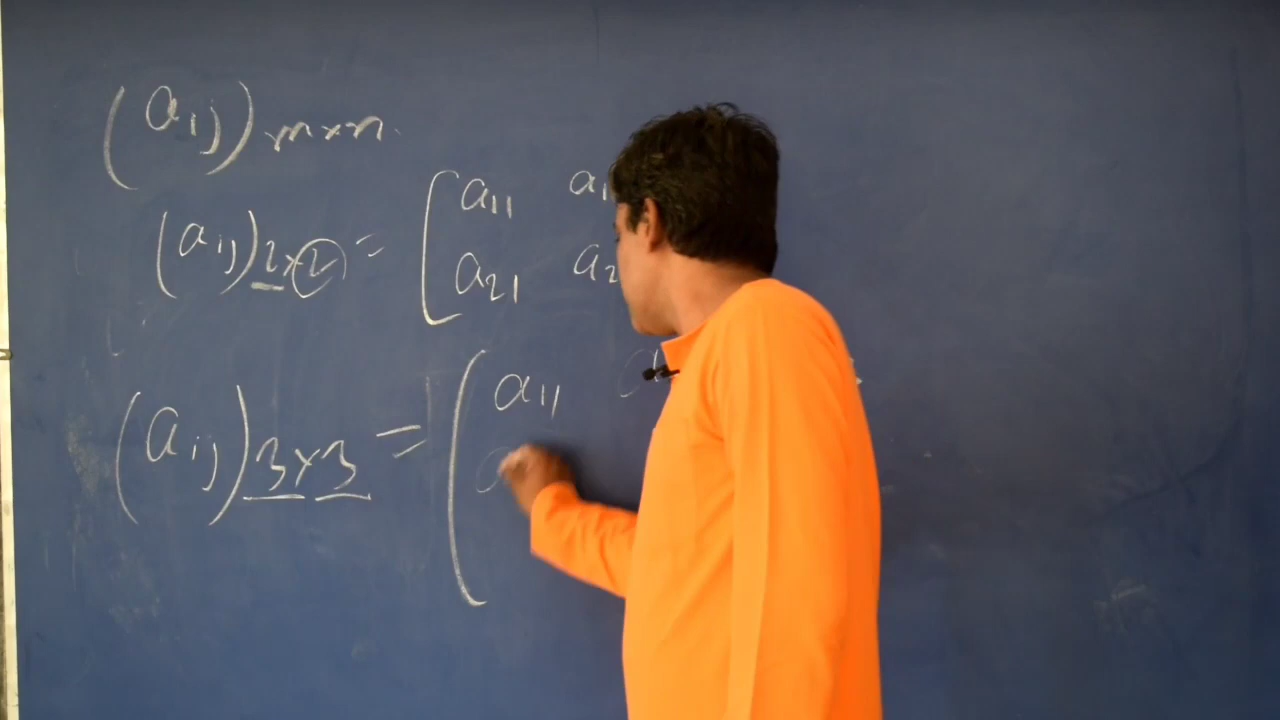 (aij) m×n.
(aij) 2×2 = [ a11 a1
a21 a2
(aij) 3×3 = [ a11 a